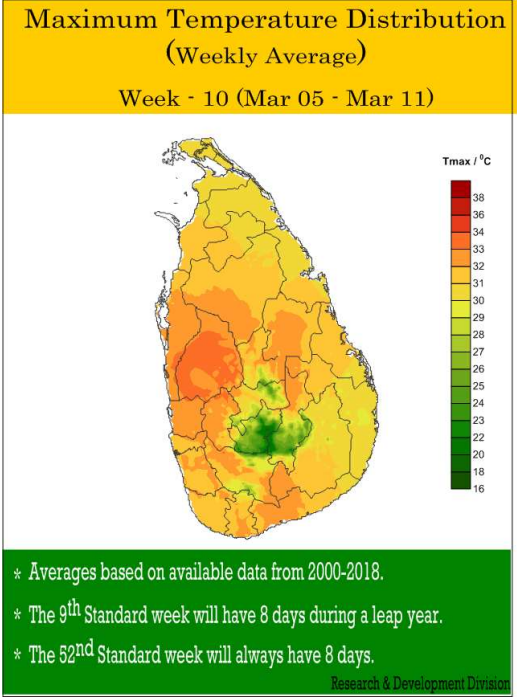 Maximum Temperature Distribution
(Weekly Average)
Week - 10 (Mar 05 - Mar 11)
Tmax / ⁰C
38
36
34
33
32
31
30
29
28
27
26
25
24
23
22
20
18
16
* Averages based on available data from 2000-2018.
* The 9th Standard week will have 8 days during a leap year.
* The 52nd Standard week will always have 8 days.
Research & Development Division